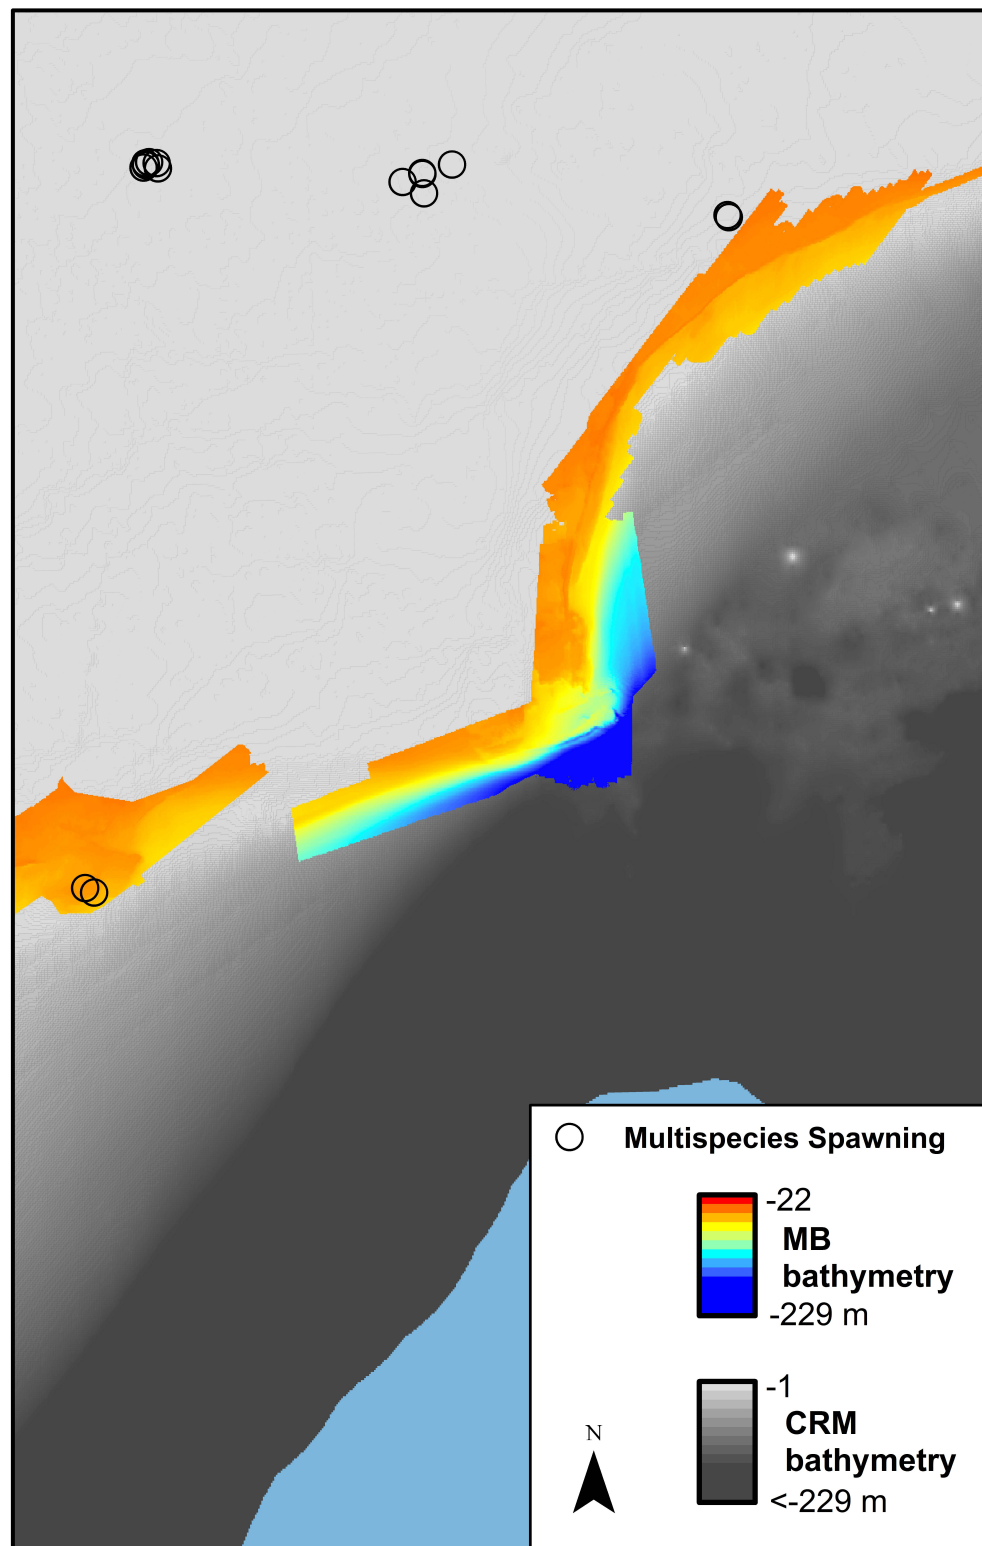 Multispecies Spawning
-22
MB
bathymetry
-229 m
-1
CRM
bathymetry
<-229 m
N